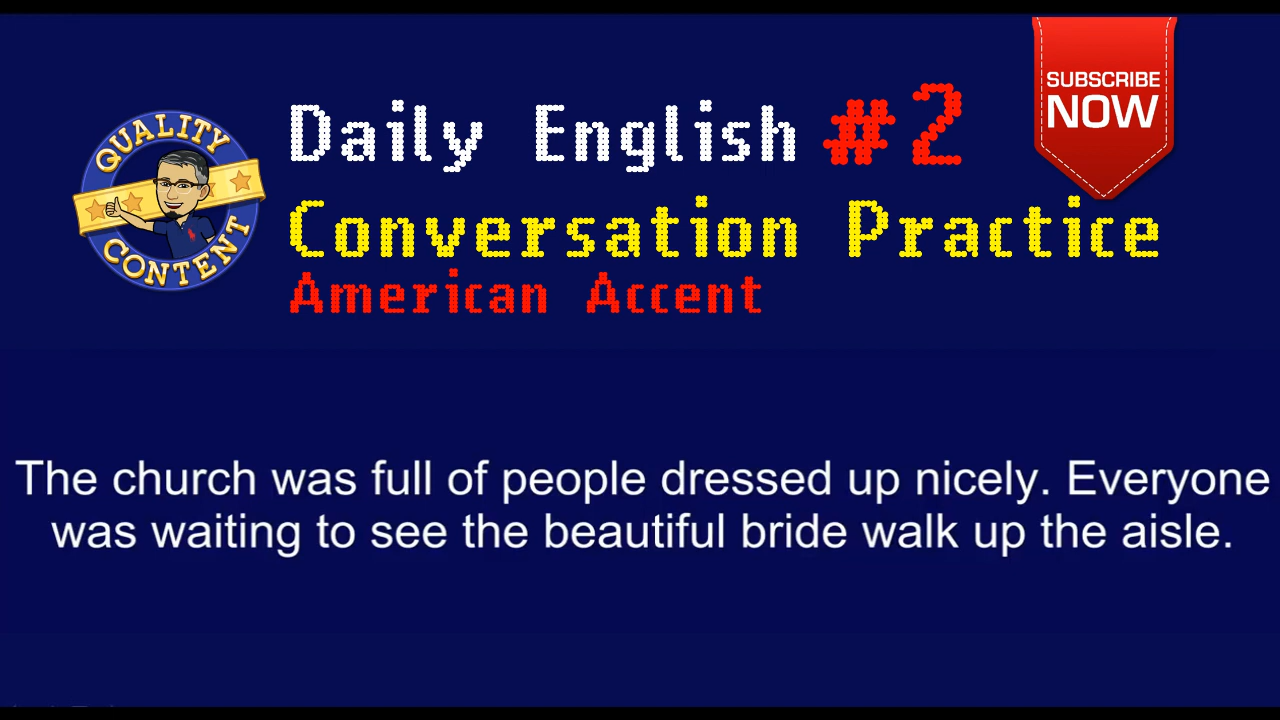 SUBSCRIBE
NOW
QUALITY
CONTENT
Daily English #2
Conversation Practice
American Accent
The church was full of people dressed up nicely. Everyone
was waiting to see the beautiful bride walk up the aisle.